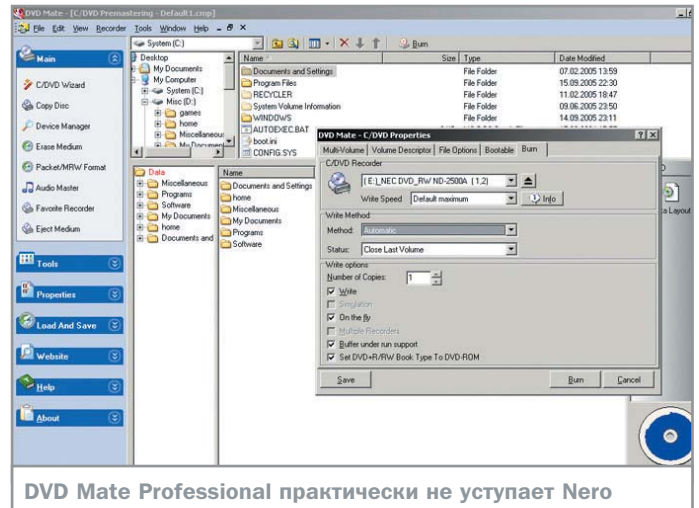 DVD Mate - [C/DVD Premastering - Default1.cmp]
File Edit View Recorder Tools Window Help
System (C:)
Burn
Main
C/DVD Wizard
Copy Disc
Device Manager
Erase Medium
Packet/MRW Format
Audio Master
Favorite Recorder
Eject Medium
Tools
Properties
Load And Save
Website
Help
About
Desktop
My Documents
My Computer
System (C:)
Misc (D:)
games
home
Miscellaneous
My Documen
Name Size Type Date Modified
Documents and Settings File Folder 07.02.2005 13:59
Program Files File Folder 15.09.2005 22:30
RECYCLER File Folder 11.02.2005 18:47
System Volume Information File Folder 09.06.2005 23:50
WINDOWS File Folder 14.09.2005 23:11
AUTOEXEC.BAT
boot.ini
CONFIG.SYS
Data
Miscellaneous
Programs
Software
My Documents
home
Documents and
Name
Documents and Settings
home
Miscellaneous
My Documents
Programs
Software
DVD Mate - C/DVD Properties
Multi-Volume Volume Descriptor File Options Bootable Burn
C/DVD Recorder
(E:)_NEC DVD_RW ND-2500A (1,2)
Write Speed Default maximum Info
Write Method
Method: Automatic
Status: Close Last Volume
Write options
Number of Copies: 1
Write
Simulation
On the fly
Multiple Recorders
Buffer under run support
Set DVD+R/RW Book Type To DVD-ROM
Save Burn Cancel
a Layout
DVD Mate Professional практически не уступает Nero